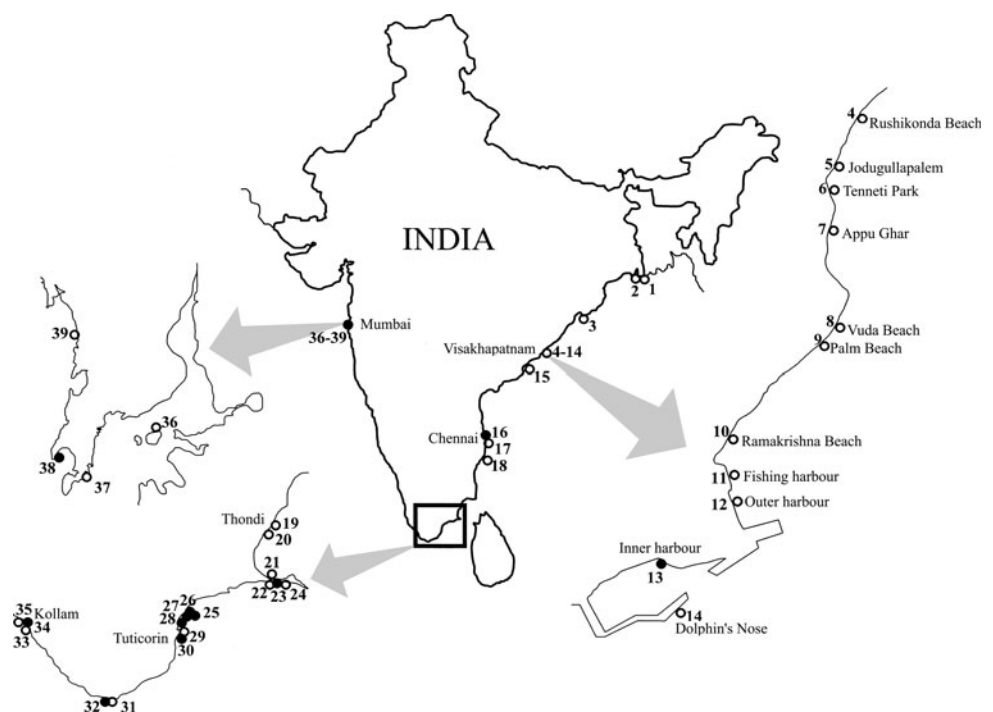 INDIA
Mumbai
36-39
Visakhapatnam
4-14
15
3
2
1
Chennai
16
17
18
4
Rushikonda Beach
5
Jodugullapalem
6
Tenneti Park
7
Appu Ghar
8
Vuda Beach
9
Palm Beach
10
Ramakrishna Beach
11
Fishing harbour
12
Outer harbour
Inner harbour
13
14
Dolphin's Nose
39
36
38
37
Thondi
19
20
21
22
23
24
27
26
25
28
Tuticorin
29
30
35
Kollam
34
33
32
31